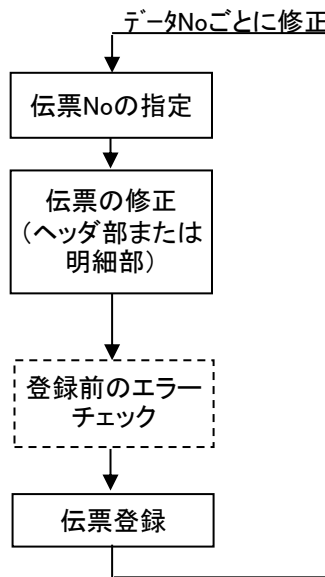 ﾃﾞｰﾀNoごとに修正
伝票Noの指定
伝票の修正
（ヘッダ部または
明細部）
登録前のエラー
チェック
伝票登録